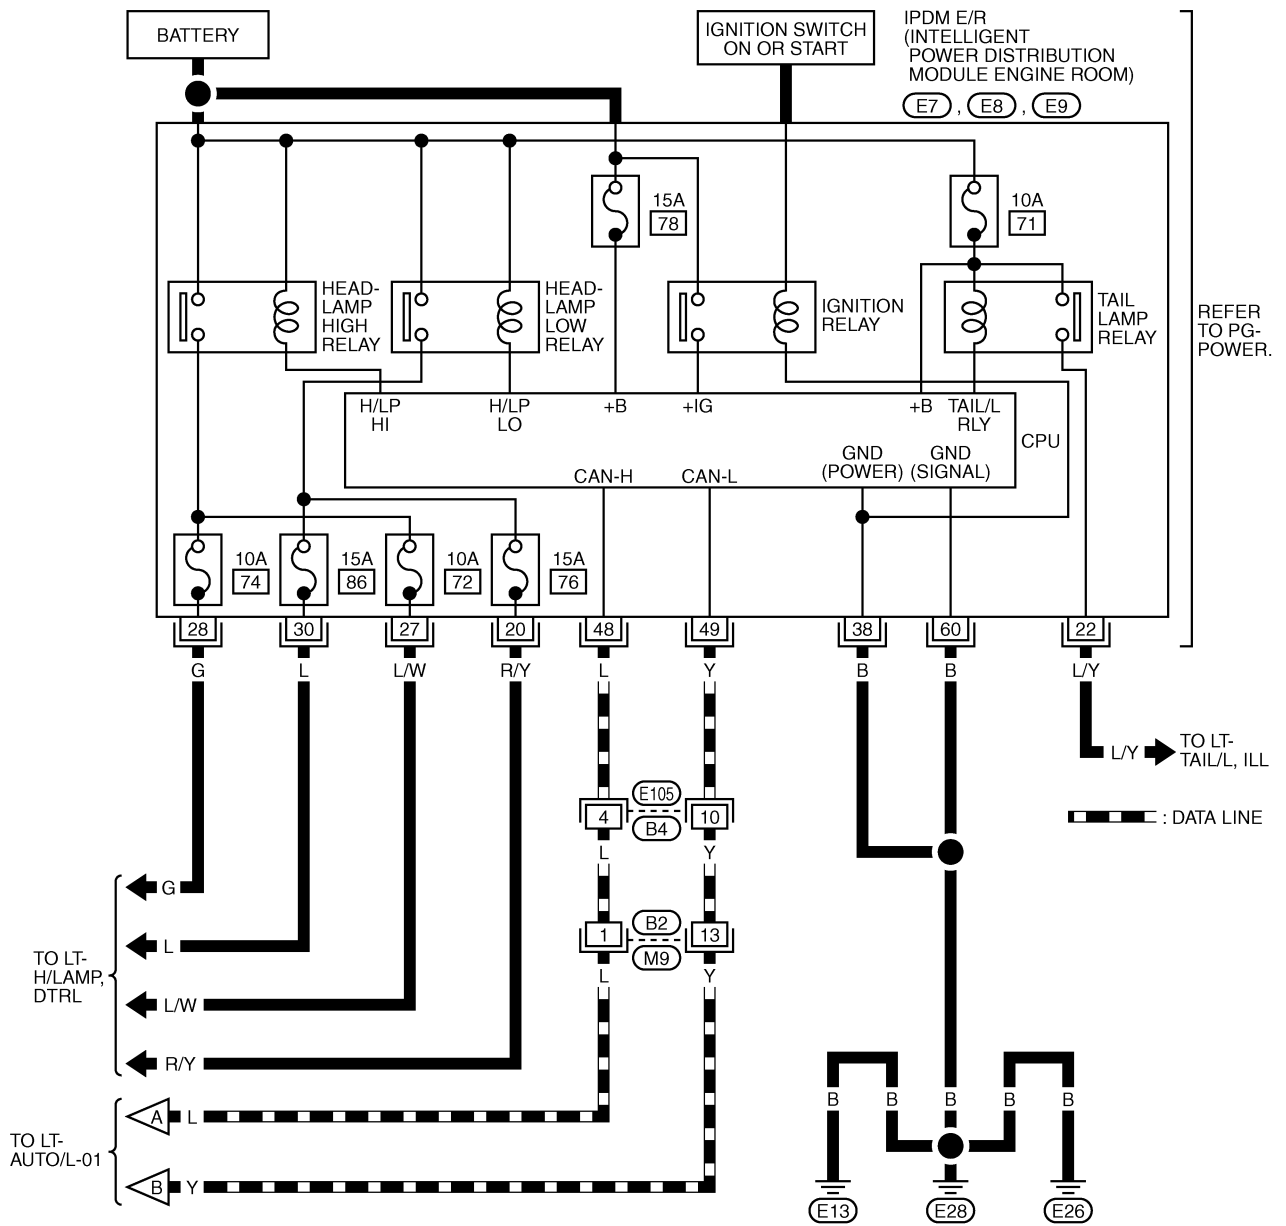 BATTERY
IGNITION SWITCH
ON OR START
IPDM E/R
(INTELLIGENT
POWER DISTRIBUTION
MODULE ENGINE ROOM)
E7 , E8 , E9
15A
78
10A
71
HEAD-
LAMP
HIGH
RELAY
HEAD-
LAMP
LOW
RELAY
IGNITION
RELAY
TAIL
LAMP
RELAY
REFER
TO PG-
POWER.
H/LP
HI
H/LP
LO
+B
+IG
+B
TAIL/L
RLY
CPU
CAN-H
CAN-L
GND
(POWER)
GND
(SIGNAL)
10A
74
15A
86
10A
72
15A
76
28 30 27 20 48 49 38 60 22
G L L/W R/Y L Y B B L/Y
L/Y
TO LT-
TAIL/L, ILL
: DATA LINE
4
E105
B4
10
L Y
1
B2
M9
13
L Y
TO LT-
H/LAMP,
DTRL
G
L
L/W
R/Y
TO LT-
AUTO/L-01
A L
B Y
B B B B B
E13 E28 E26